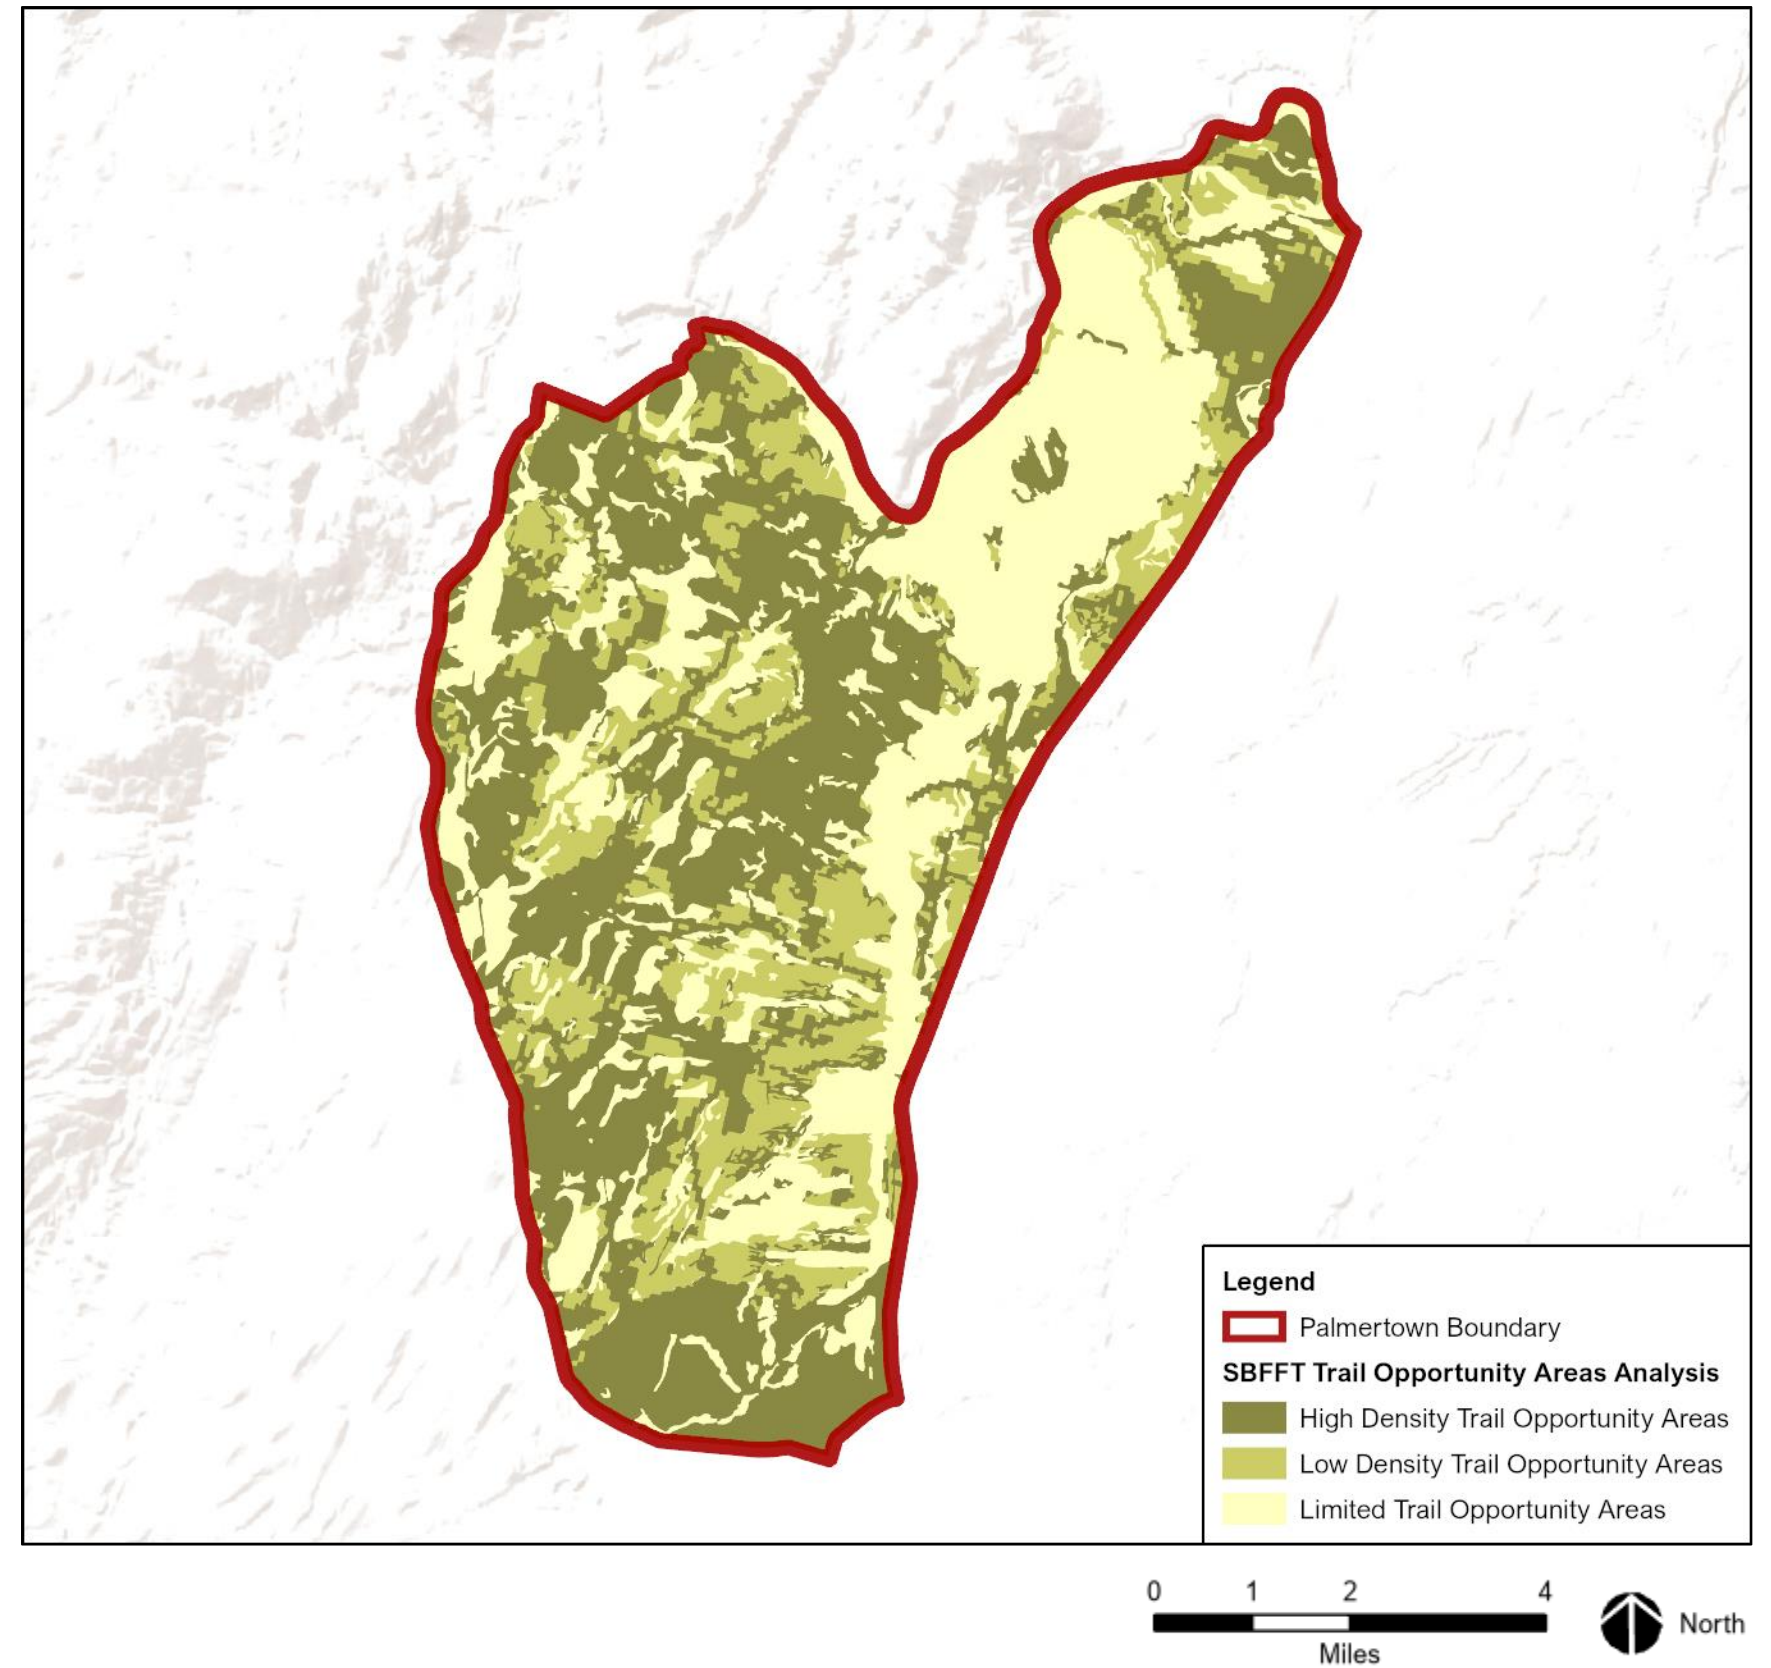 Legend
Palmertown Boundary
SBFFT Trail Opportunity Areas Analysis
High Density Trail Opportunity Areas
Low Density Trail Opportunity Areas
Limited Trail Opportunity Areas
0 1 2 4
Miles
North